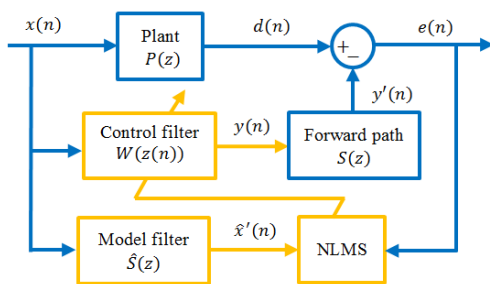 x(n)
Plant
P(z)
d(n)
+
−
e(n)
y′(n)
Control filter
W(z(n))
y(n)
Forward path
S(z)
Model filter
Ŝ(z)
x̂′(n)
NLMS